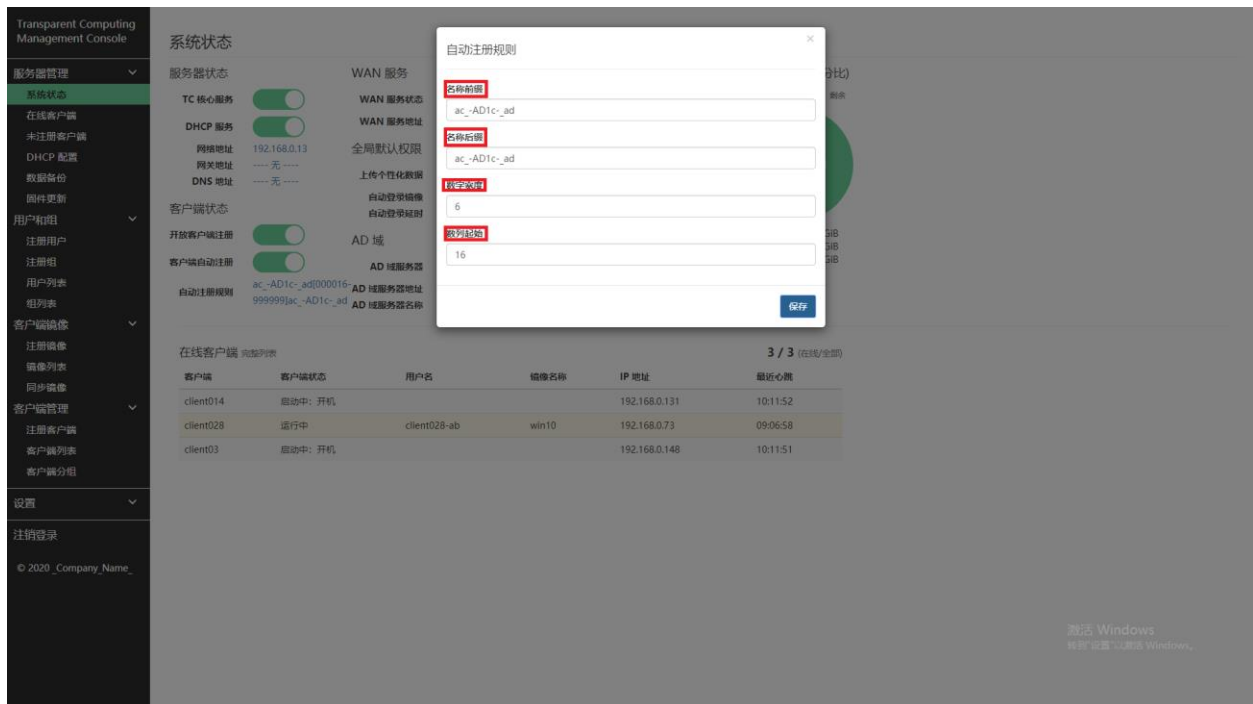 Transparent Computing
Management Console
服务器管理
系统状态
在线客户端
未注册客户端
DHCP 配置
数据备份
固件更新
用户和组
注册用户
注册组
用户列表
组列表
客户端镜像
注册镜像
镜像列表
同步镜像
客户端管理
注册客户端
客户端列表
客户端分组
设置
注销登录
© 2020 _Company_Name_
系统状态
服务器状态
TC 核心服务
DHCP 服务
网络地址 192.168.0.13
网关地址 ---- 无 ----
DNS 地址 ---- 无 ----
客户端状态
开放客户端注册
客户端自动注册
自动注册规则 ac_-AD1c-_ad[000016-
999999]ac_-AD1c-_ad
WAN 服务
WAN 服务状态
WAN 服务地址
全局默认权限
上传个性化数据
自动登录镜像
自动登录延时
AD 域
AD 域服务器
AD 域服务器地址
AD 域服务器名称
自动注册规则
×
名称前缀
ac_-AD1c-_ad
名称后缀
ac_-AD1c-_ad
数字宽度
6
数列起始
16
保存
分比)
剩余
GiB
GiB
GiB
在线客户端 完整列表 3 / 3 (在线/全部)
客户端 客户端状态 用户名 镜像名称 IP 地址 最近心跳
client014 启动中: 开机 192.168.0.131 10:11:52
client028 运行中 client028-ab win10 192.168.0.73 09:06:58
client03 启动中: 开机 192.168.0.148 10:11:51
激活 Windows
转到"设置"以激活 Windows。